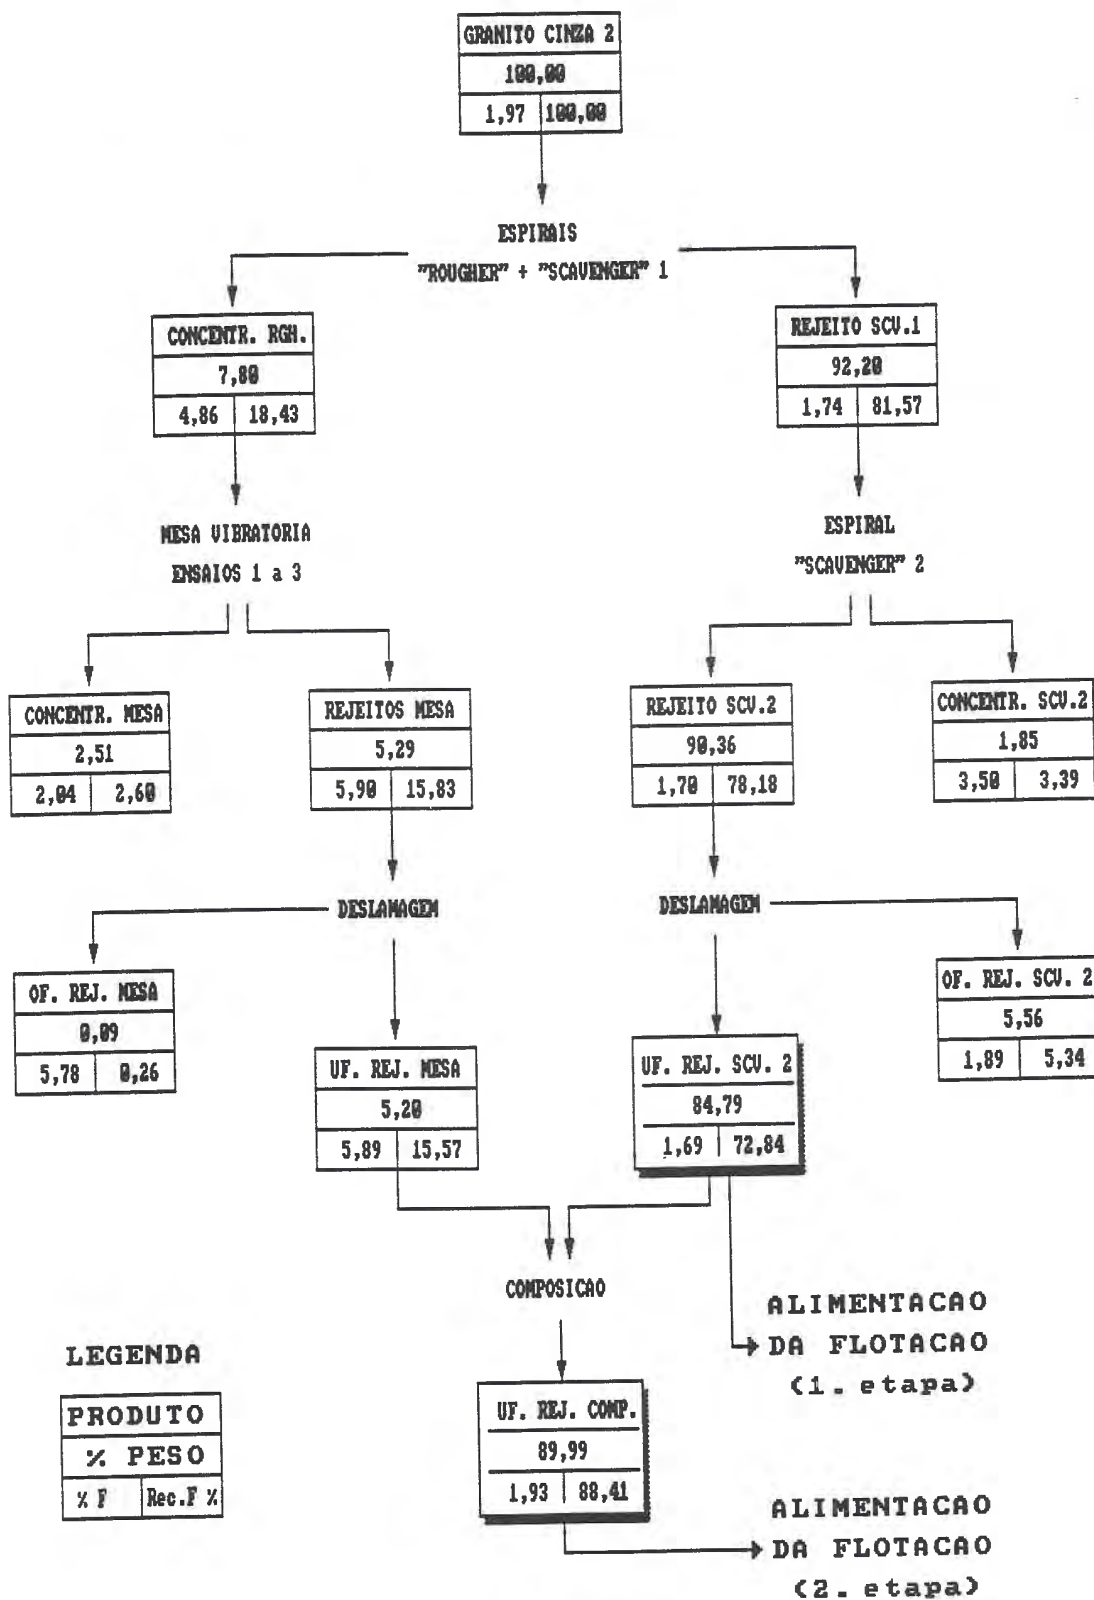 GRANITO CINZA 2
100,00
1,97 100,00
ESPIRAIS
"ROUGHER" + "SCAVENGER" 1
CONCENTR. RGH.
7,80
4,86 18,43
REJEITO SCV.1
92,20
1,74 81,57
MESA VIBRATORIA
ENSAIOS 1 a 3
ESPIRAL
"SCAVENGER" 2
CONCENTR. MESA
2,51
2,04 2,60
REJEITOS MESA
5,29
5,90 15,83
REJEITO SCV.2
90,36
1,70 78,18
CONCENTR. SCV.2
1,85
3,50 3,39
DESLAMAGEM
DESLAMAGEM
OF. REJ. MESA
0,09
5,78 0,26
UF. REJ. MESA
5,20
5,89 15,57
UF. REJ. SCV. 2
84,79
1,69 72,84
OF. REJ. SCV. 2
5,56
1,89 5,34
COMPOSICAO
ALIMENTACAO
DA FLOTACAO
(1. etapa)
LEGENDA
PRODUTO
% PESO
% F Rec.F %
UF. REJ. COMP.
89,99
1,93 88,41
ALIMENTACAO
DA FLOTACAO
(2. etapa)